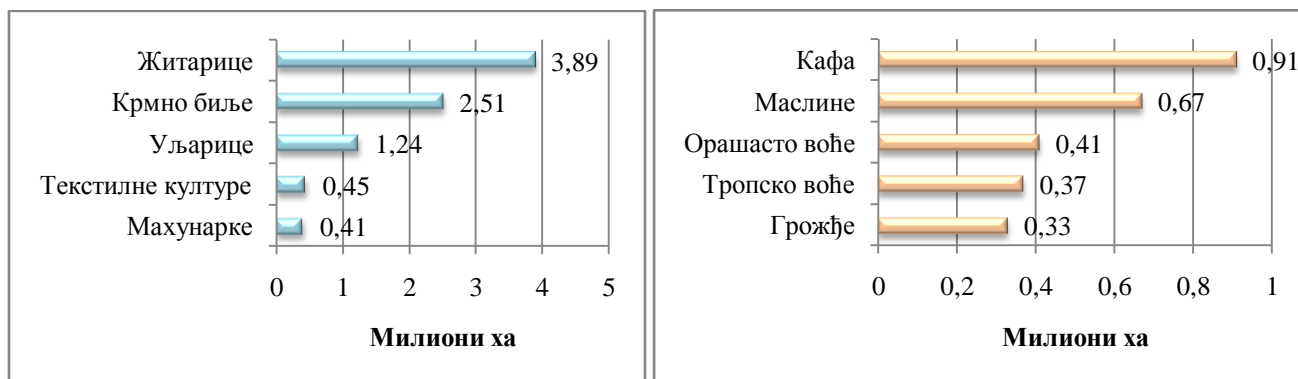 Житарице 3,89
Крмно биље 2,51
Уљарице 1,24
Текстилне културе 0,45
Махунарке 0,41
0 1 2 3 4 5
Милиони ха
Кафа 0,91
Маслине 0,67
Орашасто воће 0,41
Тропско воће 0,37
Грожђе 0,33
0 0,2 0,4 0,6 0,8 1
Милиони ха